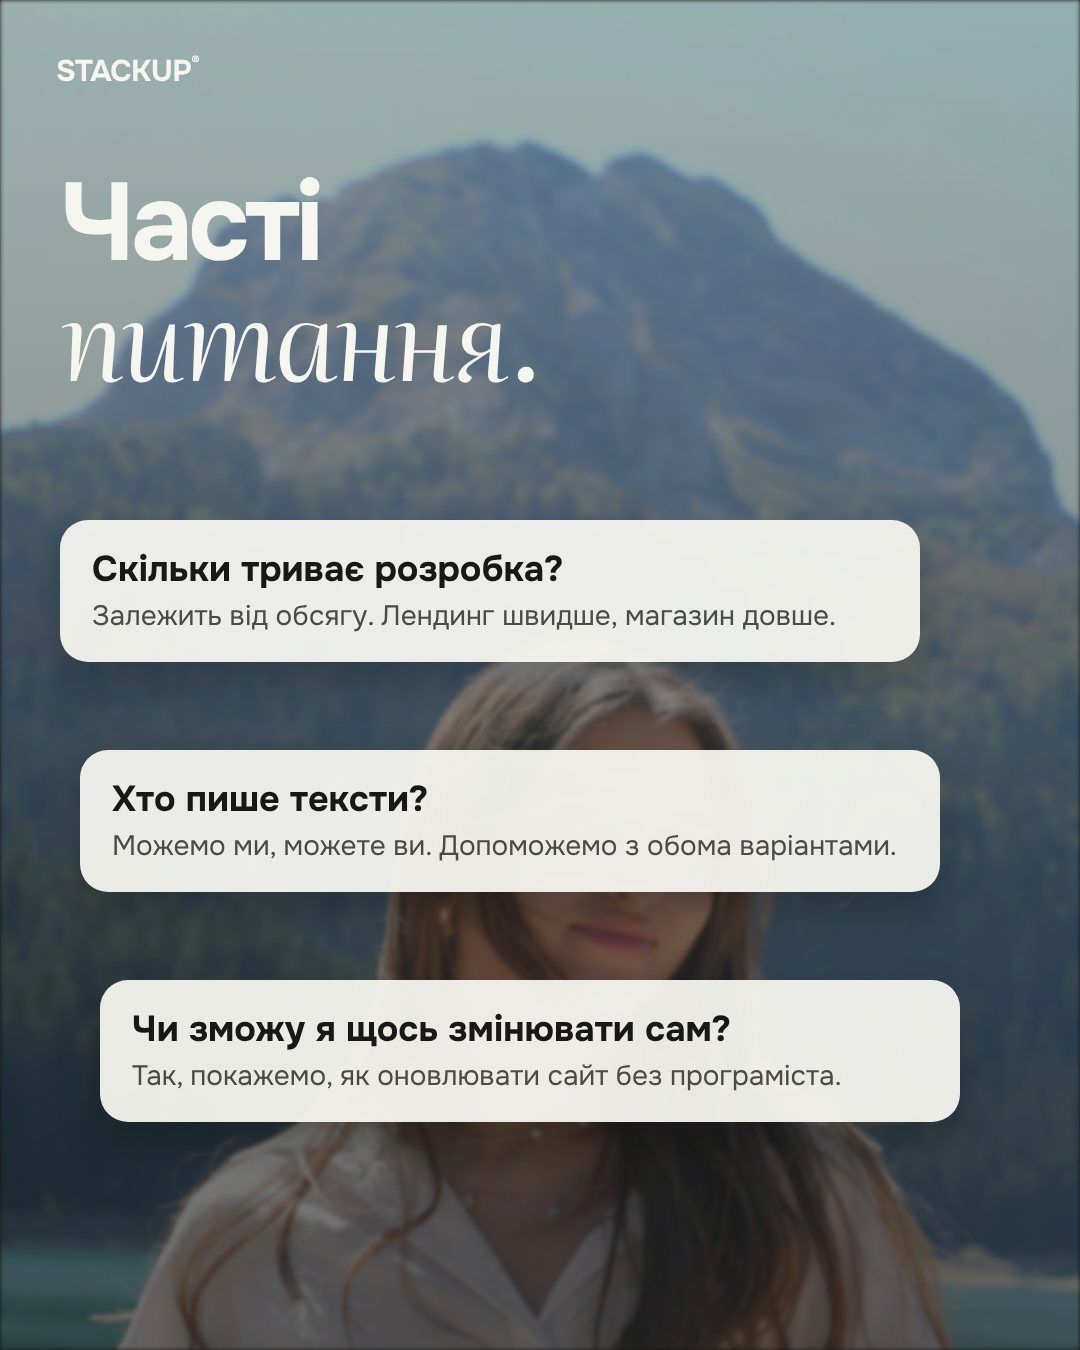 STACKUP®
Часті
питання.
Скільки триває розробка?
Залежить від обсягу. Лендинг швидше, магазин довше.
Хто пише тексти?
Можемо ми, можете ви. Допоможемо з обома варіантами.
Чи зможу я щось змінювати сам?
Так, покажемо, як оновлювати сайт без програміста.